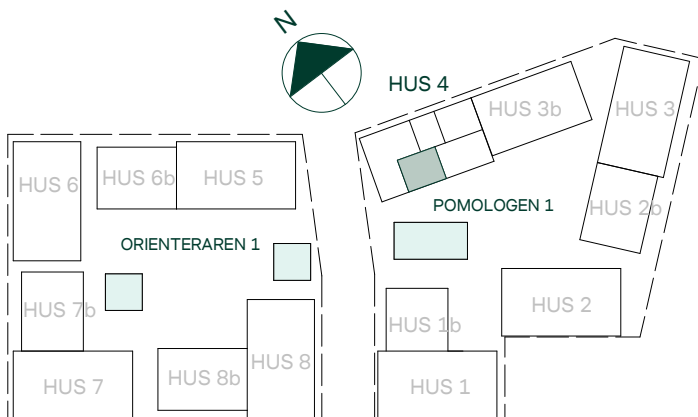 N
HUS 4
HUS 3b
HUS 3
HUS 6
HUS 6b
HUS 5
POMOLOGEN 1
HUS 2b
ORIENTERAREN 1
HUS 7b
HUS 2
HUS 1b
HUS 8
HUS 8b
HUS 7
HUS 1